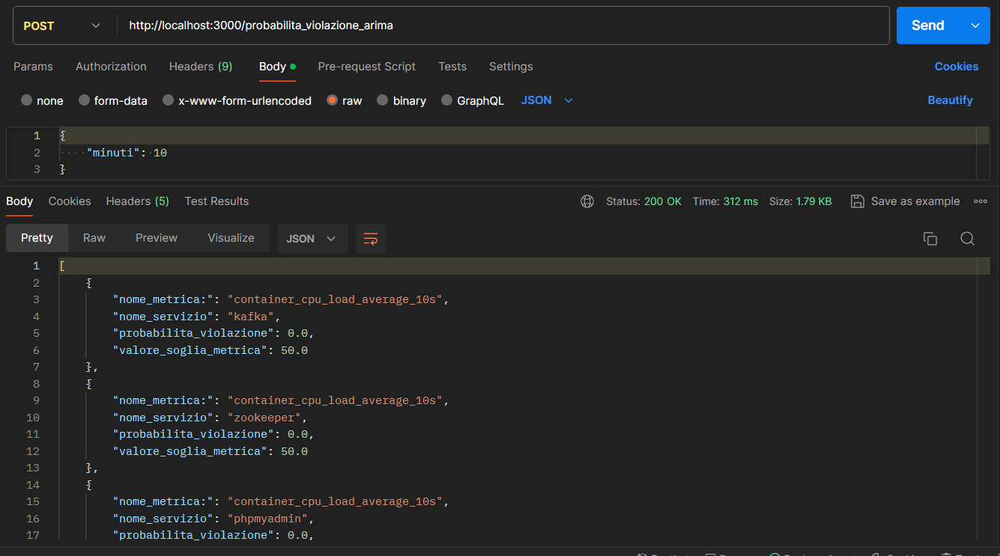 POST http://localhost:3000/probabilita_violazione_arima Send
Params Authorization Headers (9) Body Pre-request Script Tests Settings Cookies
none form-data x-www-form-urlencoded raw binary GraphQL JSON Beautify
1 {
2 ····"minuti":·10
3 }
Body Cookies Headers (5) Test Results Status: 200 OK Time: 312 ms Size: 1.79 KB Save as example
Pretty Raw Preview Visualize JSON
1 [
2 {
3 "nome_metrica:": "container_cpu_load_average_10s",
4 "nome_servizio": "kafka",
5 "probabilita_violazione": 0.0,
6 "valore_soglia_metrica": 50.0
7 },
8 {
9 "nome_metrica:": "container_cpu_load_average_10s",
10 "nome_servizio": "zookeeper",
11 "probabilita_violazione": 0.0,
12 "valore_soglia_metrica": 50.0
13 },
14 {
15 "nome_metrica:": "container_cpu_load_average_10s",
16 "nome_servizio": "phpmyadmin",
17 "probabilita_violazione": 0.0,